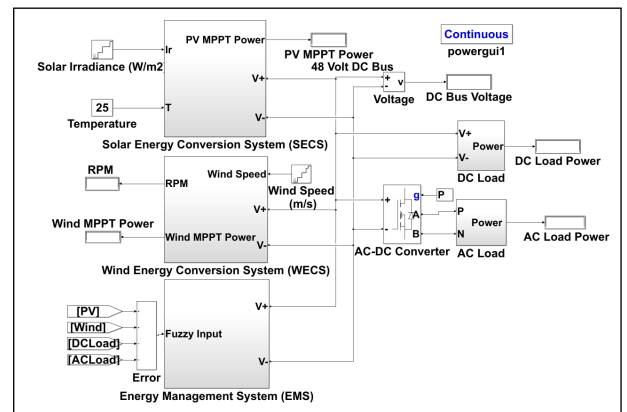 Continuous
powergui1
Ir
Solar Irradiance (W/m2
25
T
Temperature
PV MPPT Power
V+
V-
Solar Energy Conversion System (SECS)
PV MPPT Power
48 Volt DC Bus
+
-
v
Voltage
DC Bus Voltage
V+
V-
Power
DC Load
DC Load Power
RPM
RPM
Wind MPPT Power
Wind MPPT Power
Wind Speed
V+
V-
Wind Speed
(m/s)
Wind Energy Conversion System (WECS)
+
-
g
A
B
P
AC-DC Converter
P
N
Power
AC Load
AC Load Power
[PV]
[Wind]
[DCLoad]
[ACLoad]
Error
Fuzzy Input
V+
V-
Energy Management System (EMS)